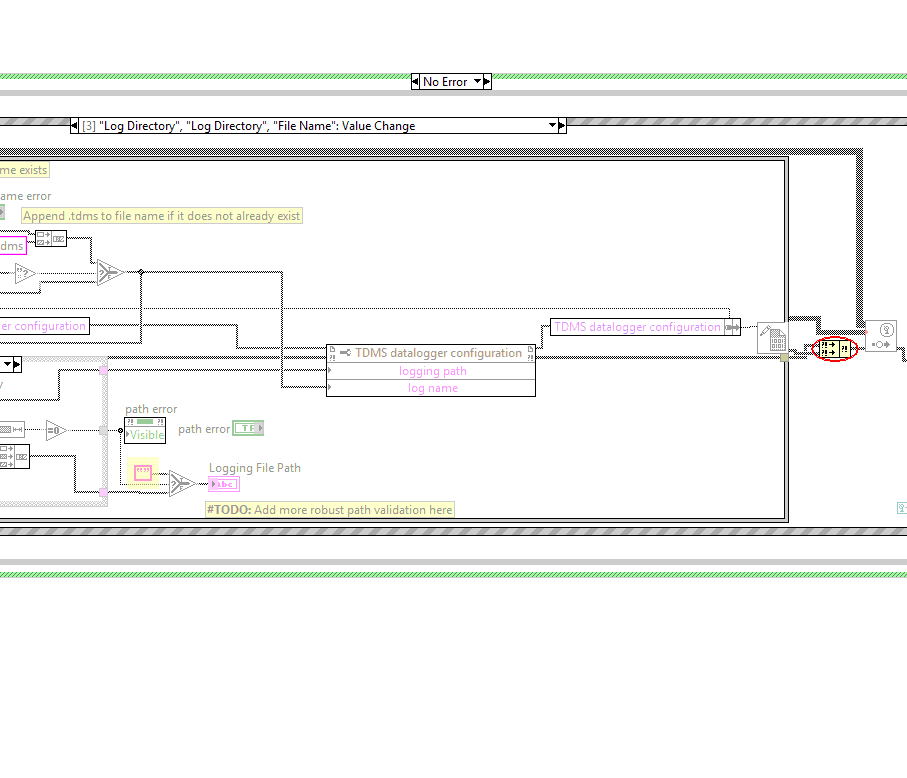 No Error
[3] "Log Directory", "Log Directory", "File Name": Value Change
me exists
ame error
Append .tdms to file name if it does not already exist
dms
er configuration
TDMS datalogger configuration
TDMS datalogger configuration
logging path
log name
path error
Visible
path error
TF
Logging File Path
abc
#TODO: Add more robust path validation here